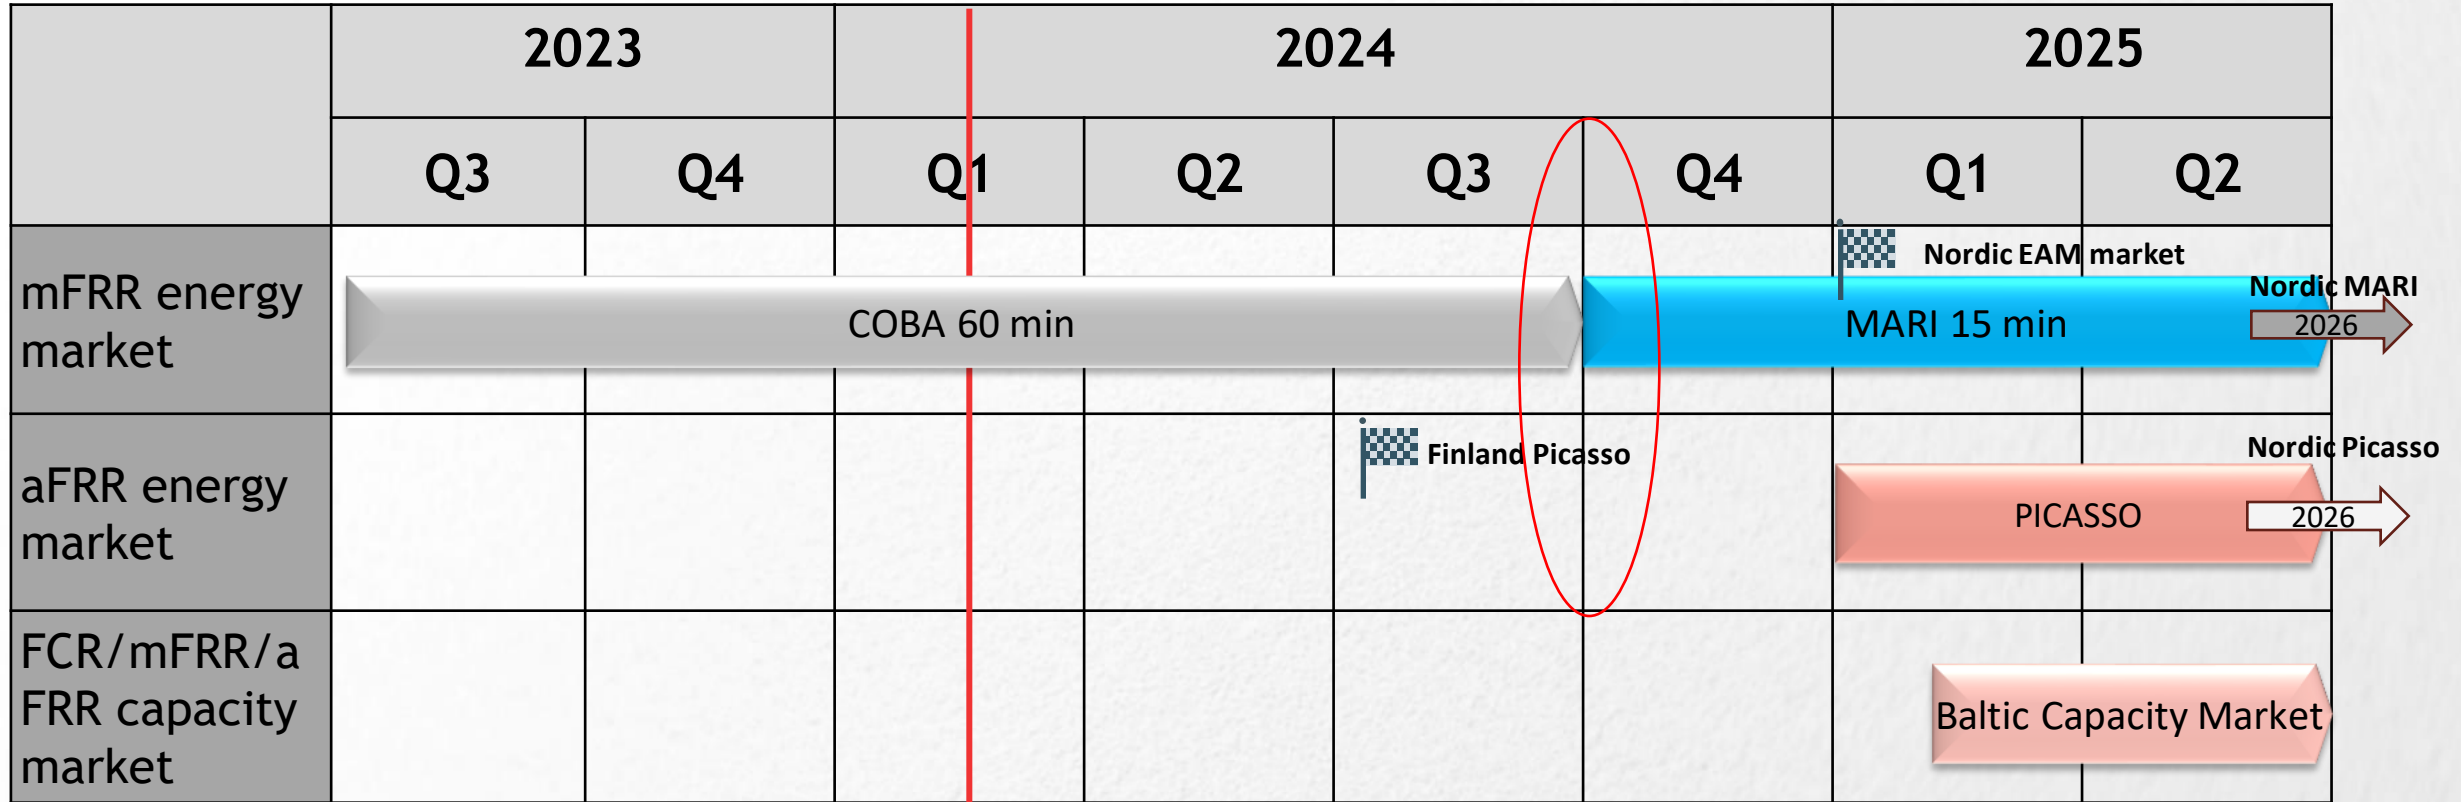 2023
2024
2025
Q3
Q4
Q1
Q2
Q3
Q4
Q1
Q2
mFRR energy
market
COBA 60 min
Nordic EAM market
MARI 15 min
Nordic MARI
2026
aFRR energy
market
Finland Picasso
PICASSO
Nordic Picasso
2026
FCR/mFRR/a
FRR capacity
market
Baltic Capacity Market